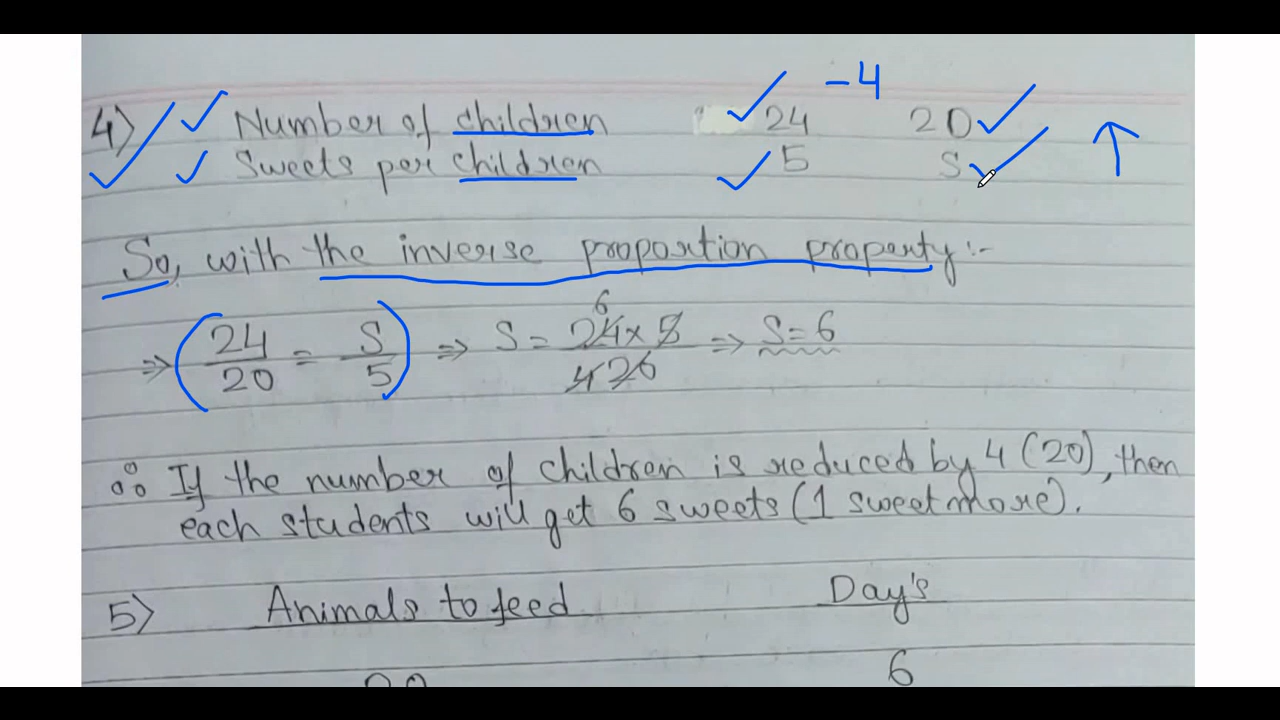 -4
4) Number of children 24 20
Sweets per children 5 S
So, with the inverse proportion property:-
⇒ (24/20 = S/5) ⇒ S = 24×5/20 6 4 ⇒ S=6
∴ If the number of children is reduced by 4 (20), then
each students will get 6 sweets (1 sweet more).
5) Animals to feed Day's
6